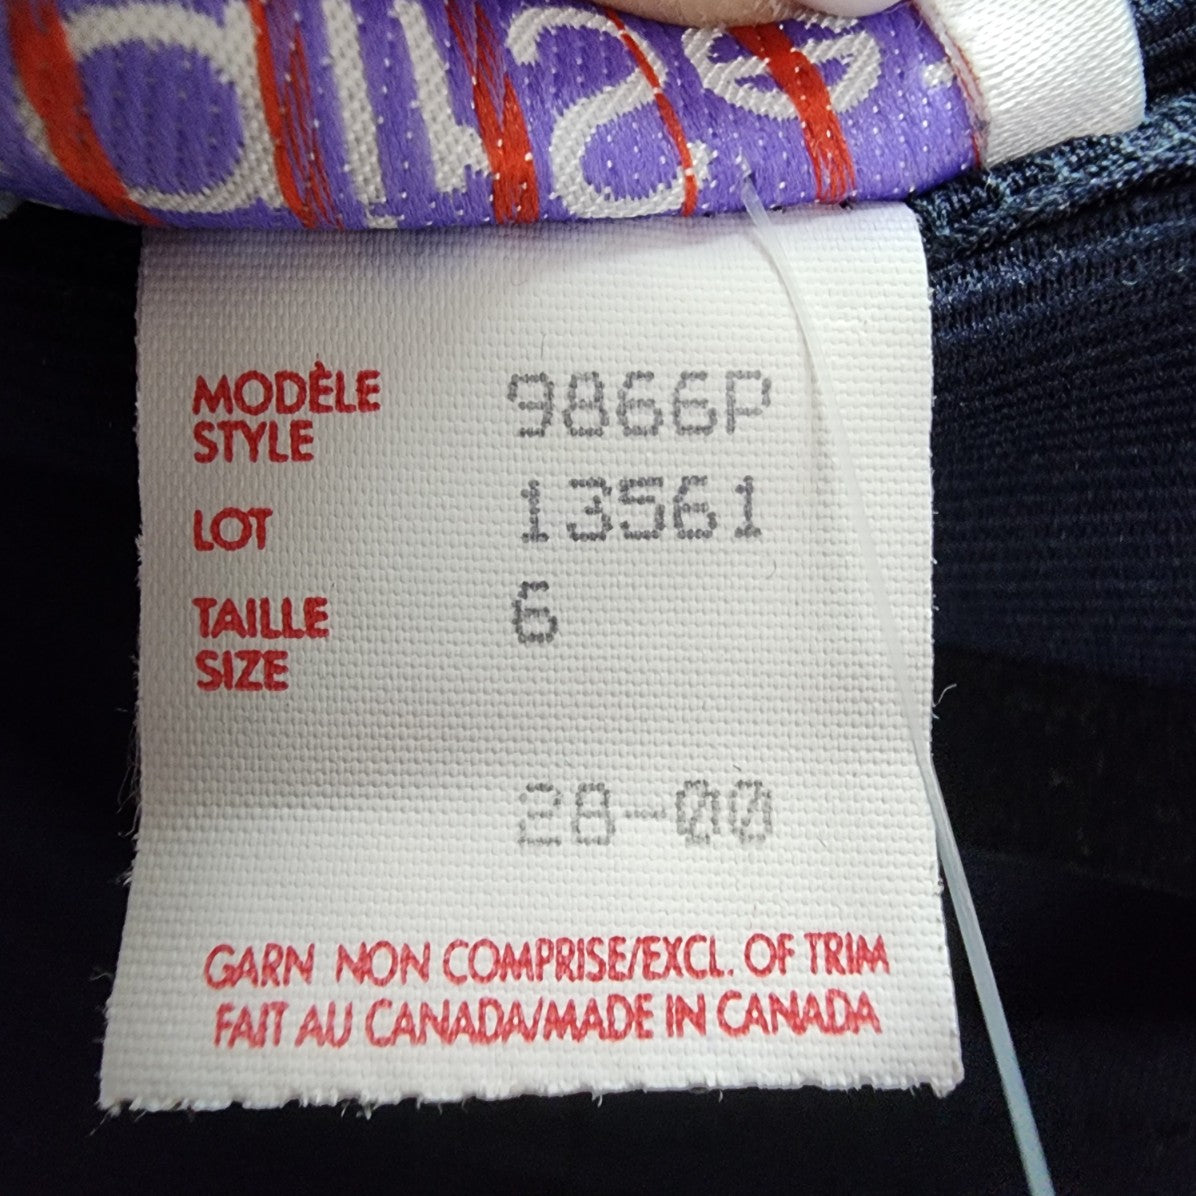 MODÈLE
STYLE 9866P
LOT 13561
TAILLE
SIZE 6
28-00
GARN NON COMPRISE/EXCL. OF TRIM
FAIT AU CANADA/MADE IN CANADA